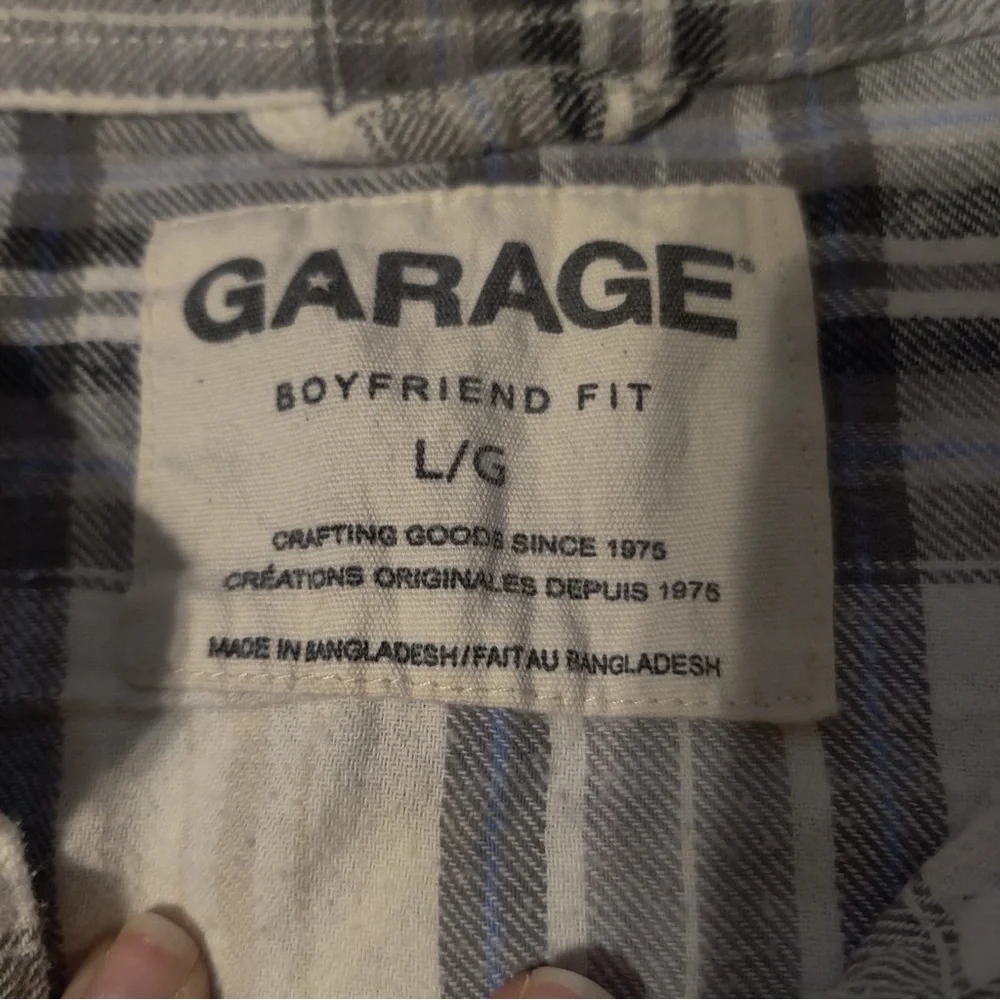 GARAGE®
BOYFRIEND FIT
L/G
CRAFTING GOODS SINCE 1975
CRÉATIONS ORIGINALES DEPUIS 1975
MADE IN BANGLADESH/FAIT AU BANGLADESH